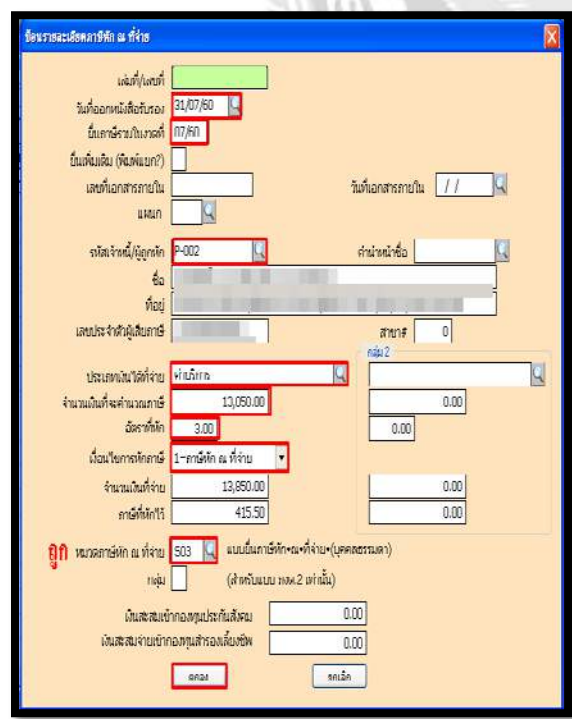 ป้อนรายละเอียดภาษีหัก ณ ที่จ่าย
เล่มที่/เลขที่
วันที่ออกหนังสือรับรอง 31/07/60
ยื่นภาษีรวมในงวดที่ 07/60
ยื่นเพิ่มเติม (พิมพ์แยก?)
เลขที่เอกสารภายใน วันที่เอกสารภายใน / /
แผนก
รหัสเจ้าหนี้/ผู้ถูกหัก P-002 คำนำหน้าชื่อ
ชื่อ
ที่อยู่
เลขประจำตัวผู้เสียภาษี สาขา# 0
กลุ่ม 2
ประเภทเงินได้ที่จ่าย ค่าบริการ
จำนวนเงินที่จะคำนวณภาษี 13,850.00 0.00
อัตราที่หัก 3.00 0.00
เงื่อนไขการหักภาษี 1-ภาษีหัก ณ ที่จ่าย
จำนวนเงินที่จ่าย 13,850.00 0.00
ภาษีที่หักไว้ 415.50 0.00
ถูก หมวดภาษีหัก ณ ที่จ่าย S03 แบบยื่นภาษีหัก•ณ•ที่จ่าย•(บุคคลธรรมดา)
กลุ่ม (สำหรับแบบ ภงด.2 เท่านั้น)
เงินสะสมเข้ากองทุนประกันสังคม 0.00
เงินสะสมจ่ายเข้ากองทุนสำรองเลี้ยงชีพ 0.00
ตกลง ยกเลิก